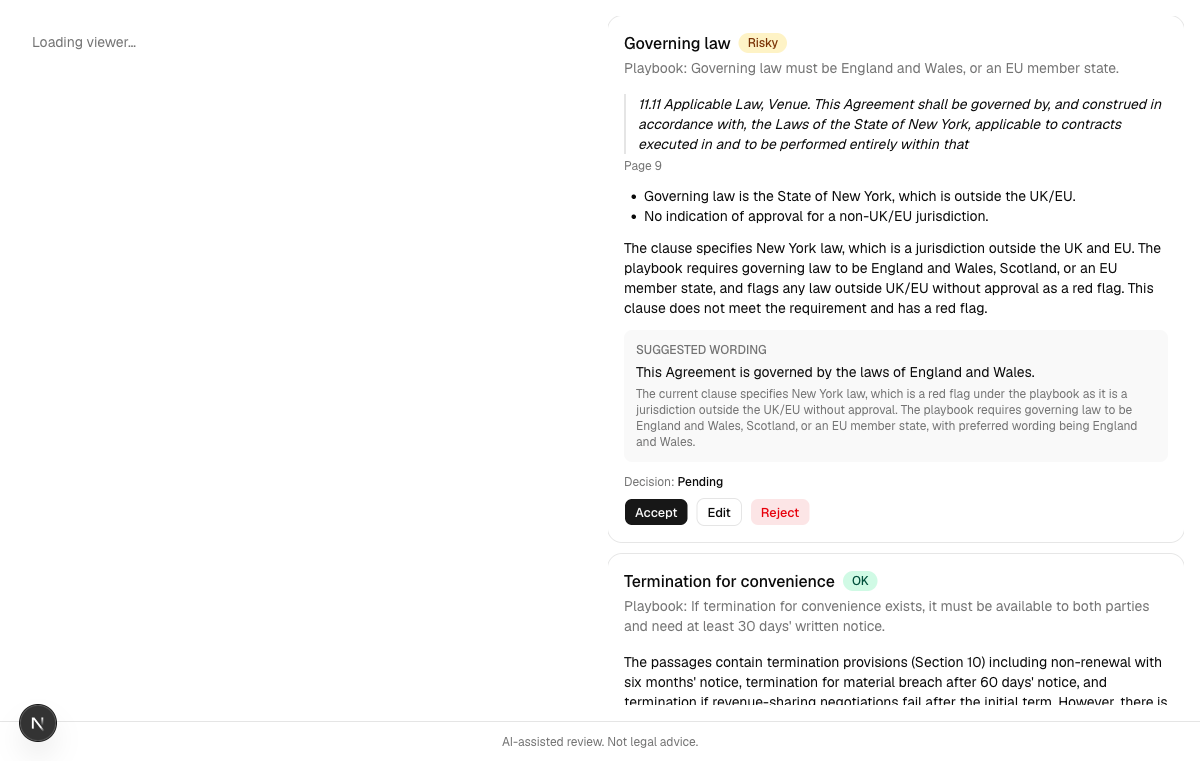 Loading viewer...
Governing law Risky
Playbook: Governing law must be England and Wales, or an EU member state.
11.11 Applicable Law, Venue. This Agreement shall be governed by, and construed in
accordance with, the Laws of the State of New York, applicable to contracts
executed in and to be performed entirely within that
Page 9
• Governing law is the State of New York, which is outside the UK/EU.
• No indication of approval for a non-UK/EU jurisdiction.
The clause specifies New York law, which is a jurisdiction outside the UK and EU. The
playbook requires governing law to be England and Wales, Scotland, or an EU
member state, and flags any law outside UK/EU without approval as a red flag. This
clause does not meet the requirement and has a red flag.
SUGGESTED WORDING
This Agreement is governed by the laws of England and Wales.
The current clause specifies New York law, which is a red flag under the playbook as it is a
jurisdiction outside the UK/EU without approval. The playbook requires governing law to be
England and Wales, Scotland, or an EU member state, with preferred wording being England
and Wales.
Decision: Pending
Accept Edit Reject
Termination for convenience OK
Playbook: If termination for convenience exists, it must be available to both parties
and need at least 30 days' written notice.
The passages contain termination provisions (Section 10) including non-renewal with
six months' notice, termination for material breach after 60 days' notice, and
termination if revenue-sharing negotiations fail after the initial term. However, there is
N
AI-assisted review. Not legal advice.